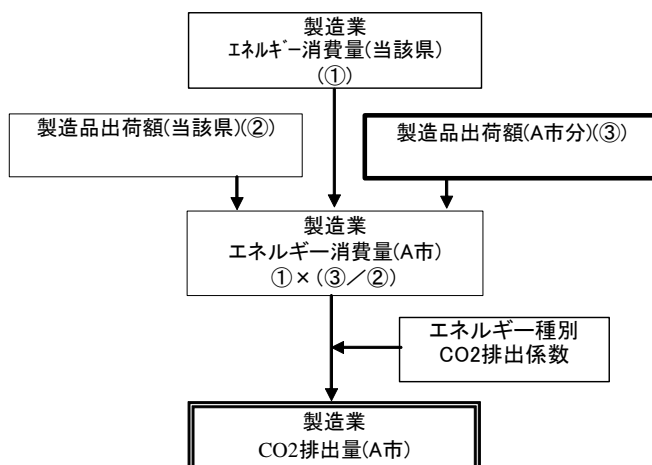 製造業
エネルギー消費量(当該県)
(①)
製造品出荷額(当該県)(②)
製造品出荷額(A市分)(③)
製造業
エネルギー消費量(A市)
①×(③/②)
エネルギー種別
CO2排出係数
製造業
CO2排出量(A市)